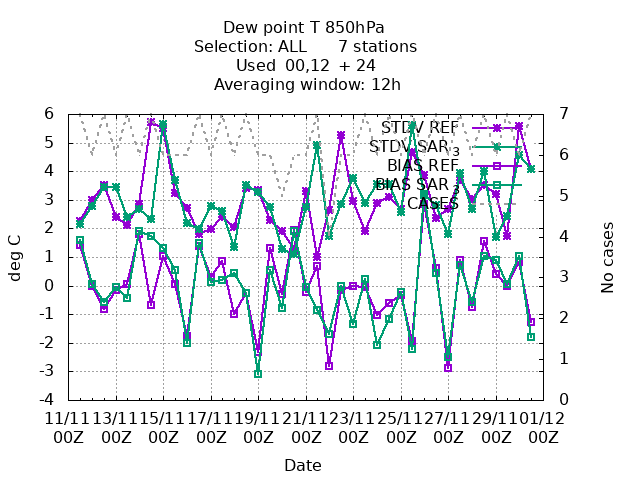 Dew point T 850hPa
Selection: ALL 7 stations
Used 00,12 + 24
Averaging window: 12h
6 7
5 6
4 5
3 4
2 3
1 2
0 1
-1 0
-2
-3
-4
STDV REF
STDV SAR 3
BIAS REF
BIAS SAR 3
CASES
deg C
No cases
11/11 13/11 15/11 17/11 19/11 21/11 23/11 25/11 27/11 29/11 01/12
00Z 00Z 00Z 00Z 00Z 00Z 00Z 00Z 00Z 00Z 00Z
Date